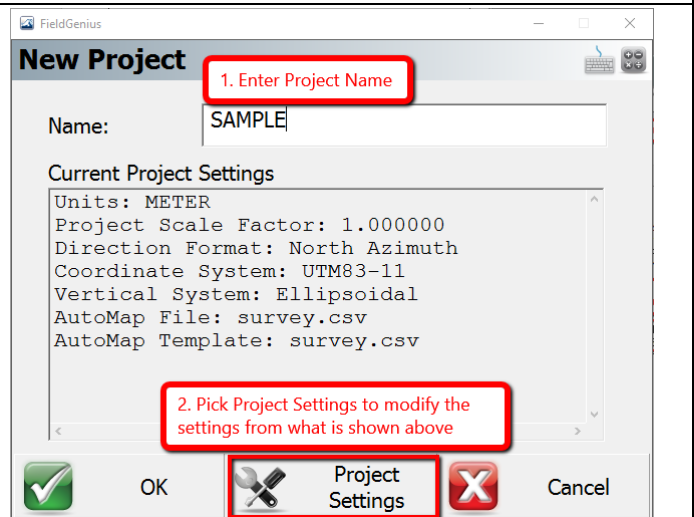 FieldGenius
New Project
1. Enter Project Name
Name:
SAMPLE
Current Project Settings
Units: METER
Project Scale Factor: 1.000000
Direction Format: North Azimuth
Coordinate System: UTM83-11
Vertical System: Ellipsoidal
AutoMap File: survey.csv
AutoMap Template: survey.csv
2. Pick Project Settings to modify the
settings from what is shown above
OK
Project
Settings
Cancel